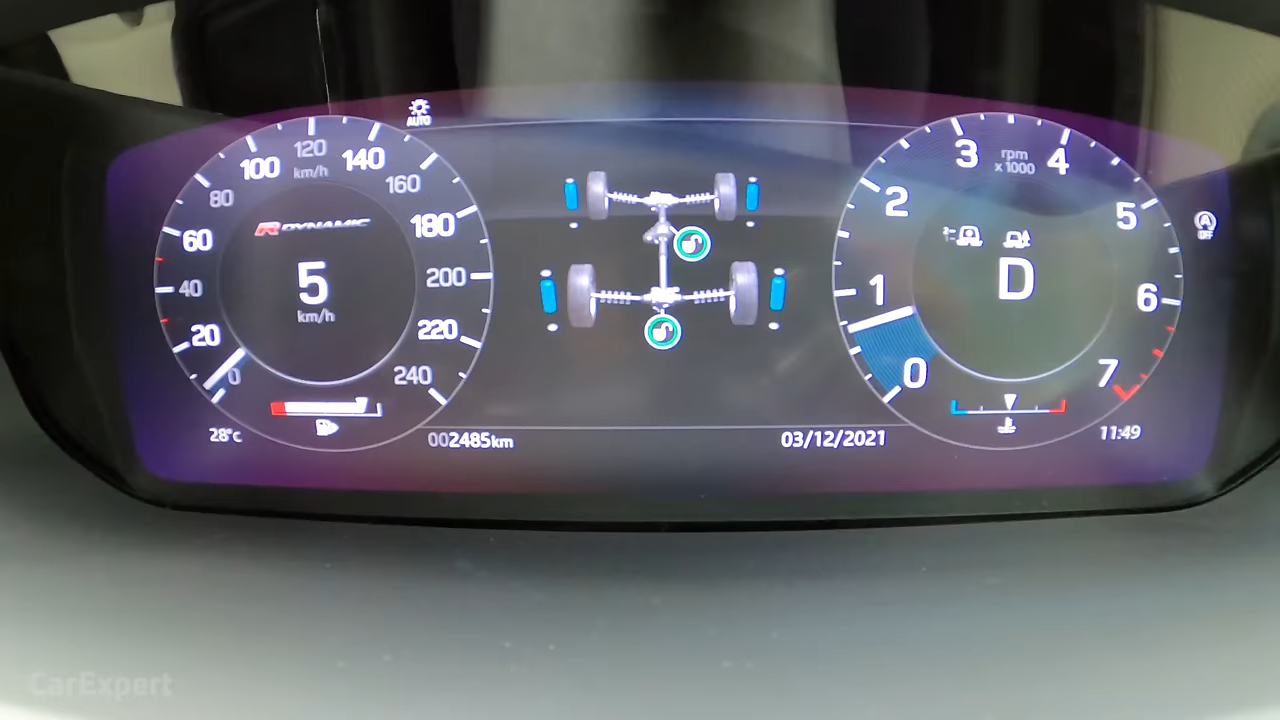 AUTO
100 120 140
km/h
80 160
R-DYNAMIC
60 180
5
km/h
40 200
20 220
0 240
28°c
002485km
03/12/2021
3 rpm 4
x1000
2 5
A
OFF
D
1 6
0 7
11:49
CarExpert